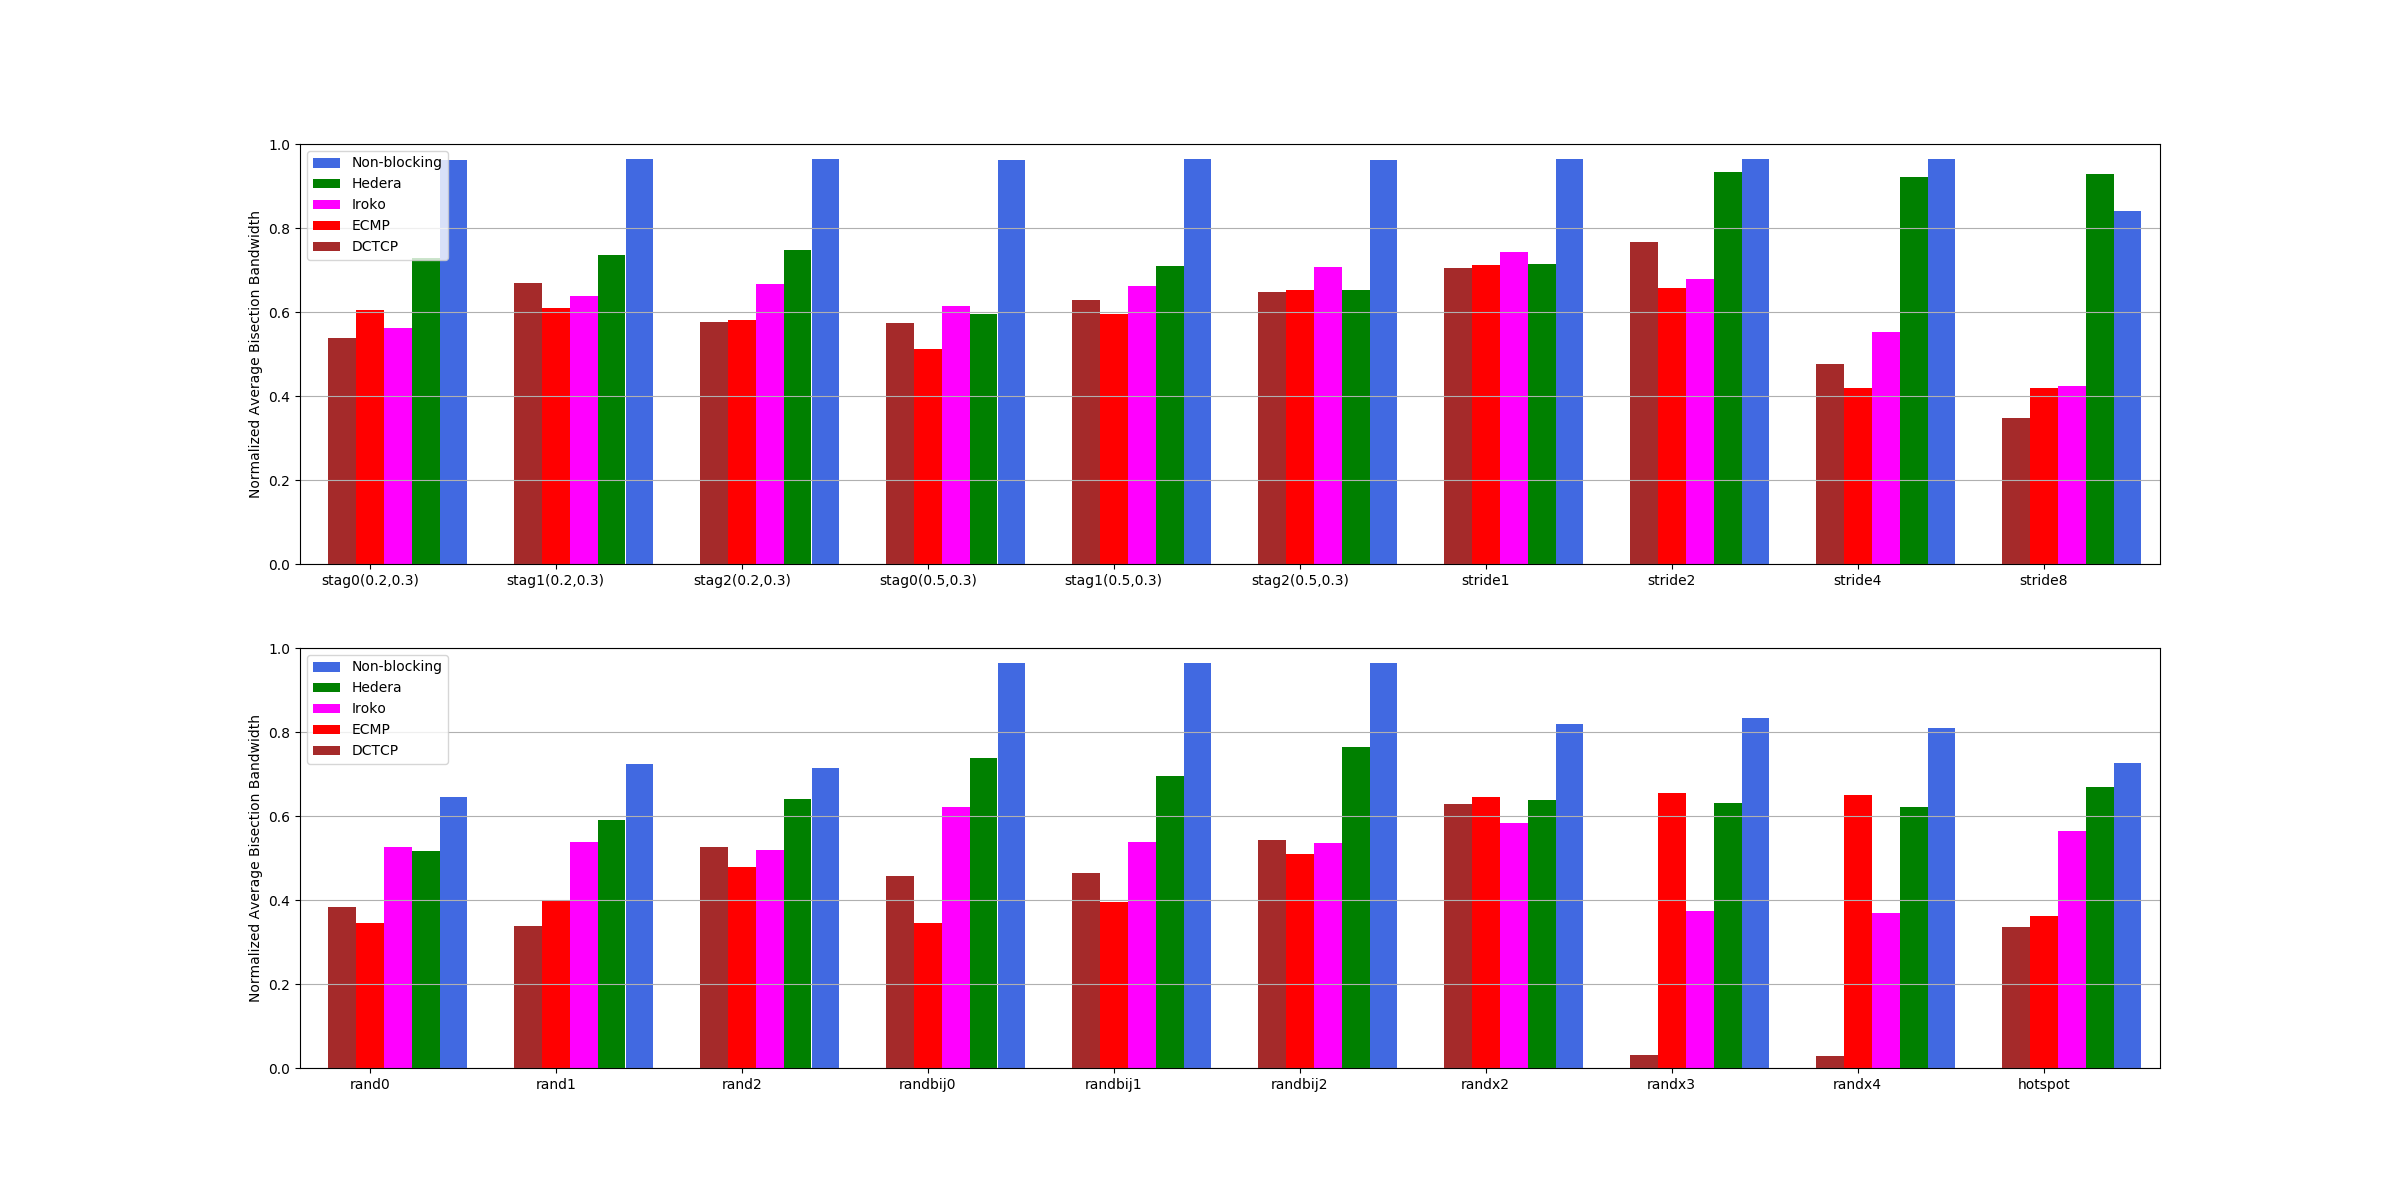 Normalized Average Bisection Bandwidth
1.0
0.8
0.6
0.4
0.2
0.0
Non-blocking
Hedera
Iroko
ECMP
DCTCP
stag0(0.2,0.3) stag1(0.2,0.3) stag2(0.2,0.3) stag0(0.5,0.3) stag1(0.5,0.3) stag2(0.5,0.3) stride1 stride2 stride4 stride8
Normalized Average Bisection Bandwidth
1.0
0.8
0.6
0.4
0.2
0.0
Non-blocking
Hedera
Iroko
ECMP
DCTCP
rand0 rand1 rand2 randbij0 randbij1 randbij2 randx2 randx3 randx4 hotspot